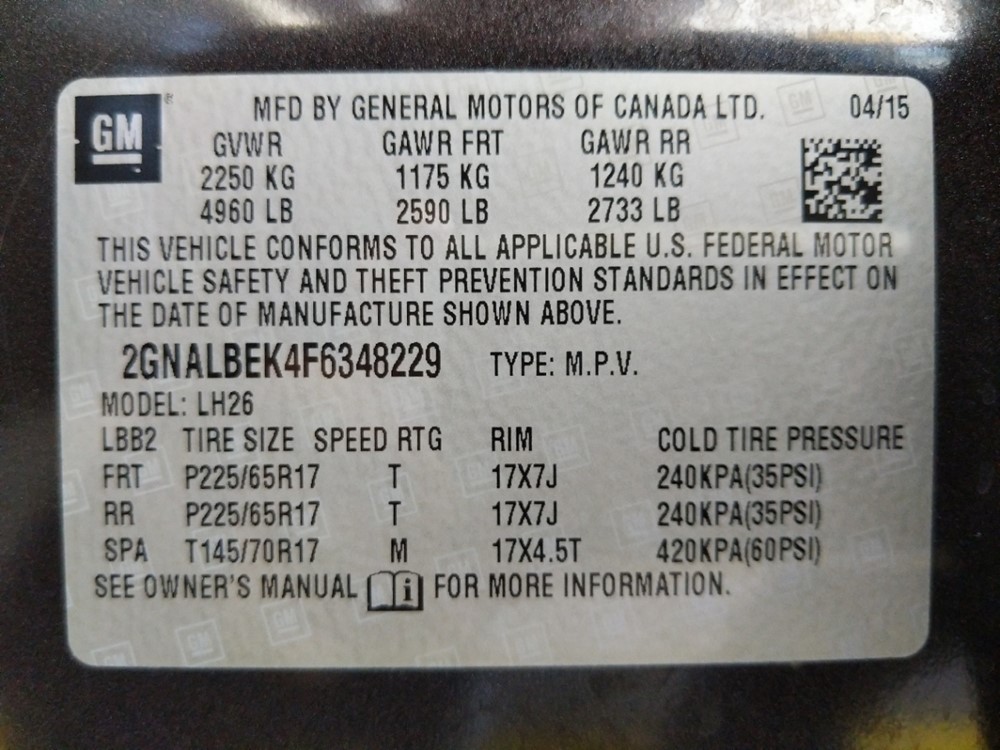 GM® MFD BY GENERAL MOTORS OF CANADA LTD. 04/15
GVWR GAWR FRT GAWR RR
2250 KG 1175 KG 1240 KG
4960 LB 2590 LB 2733 LB
THIS VEHICLE CONFORMS TO ALL APPLICABLE U.S. FEDERAL MOTOR
VEHICLE SAFETY AND THEFT PREVENTION STANDARDS IN EFFECT ON
THE DATE OF MANUFACTURE SHOWN ABOVE.
2GNALBEK4F6348229 TYPE: M.P.V.
MODEL: LH26
LBB2 TIRE SIZE SPEED RTG RIM COLD TIRE PRESSURE
FRT P225/65R17 T 17X7J 240KPA(35PSI)
RR P225/65R17 T 17X7J 240KPA(35PSI)
SPA T145/70R17 M 17X4.5T 420KPA(60PSI)
SEE OWNER'S MANUAL i FOR MORE INFORMATION.